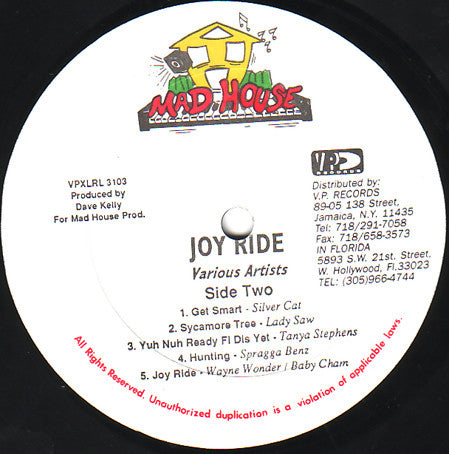 MAD HOUSE
VPXLRL 3103
Produced by
Dave Kelly
For Mad House Prod.
VP
RECORDS
Distributed by:
V.P. RECORDS
89-05 138 Street,
Jamaica, N.Y. 11435
Tel: 718/291-7058
Fax: 718/658-3573
IN FLORIDA
5893 S.W. 21st. Street.
W. Hollywood, Fl.33023
TEL: (305)966-4744
JOY RIDE
Various Artists
Side Two
1. Get Smart - Silver Cat
2. Sycamore Tree - Lady Saw
3. Yuh Nuh Ready Fi Dis Yet - Tanya Stephens
4. Hunting - Spragga Benz
5. Joy Ride - Wayne Wonder / Baby Cham
All Rights Reserved. Unauthorized duplication is a violation of applicable laws.